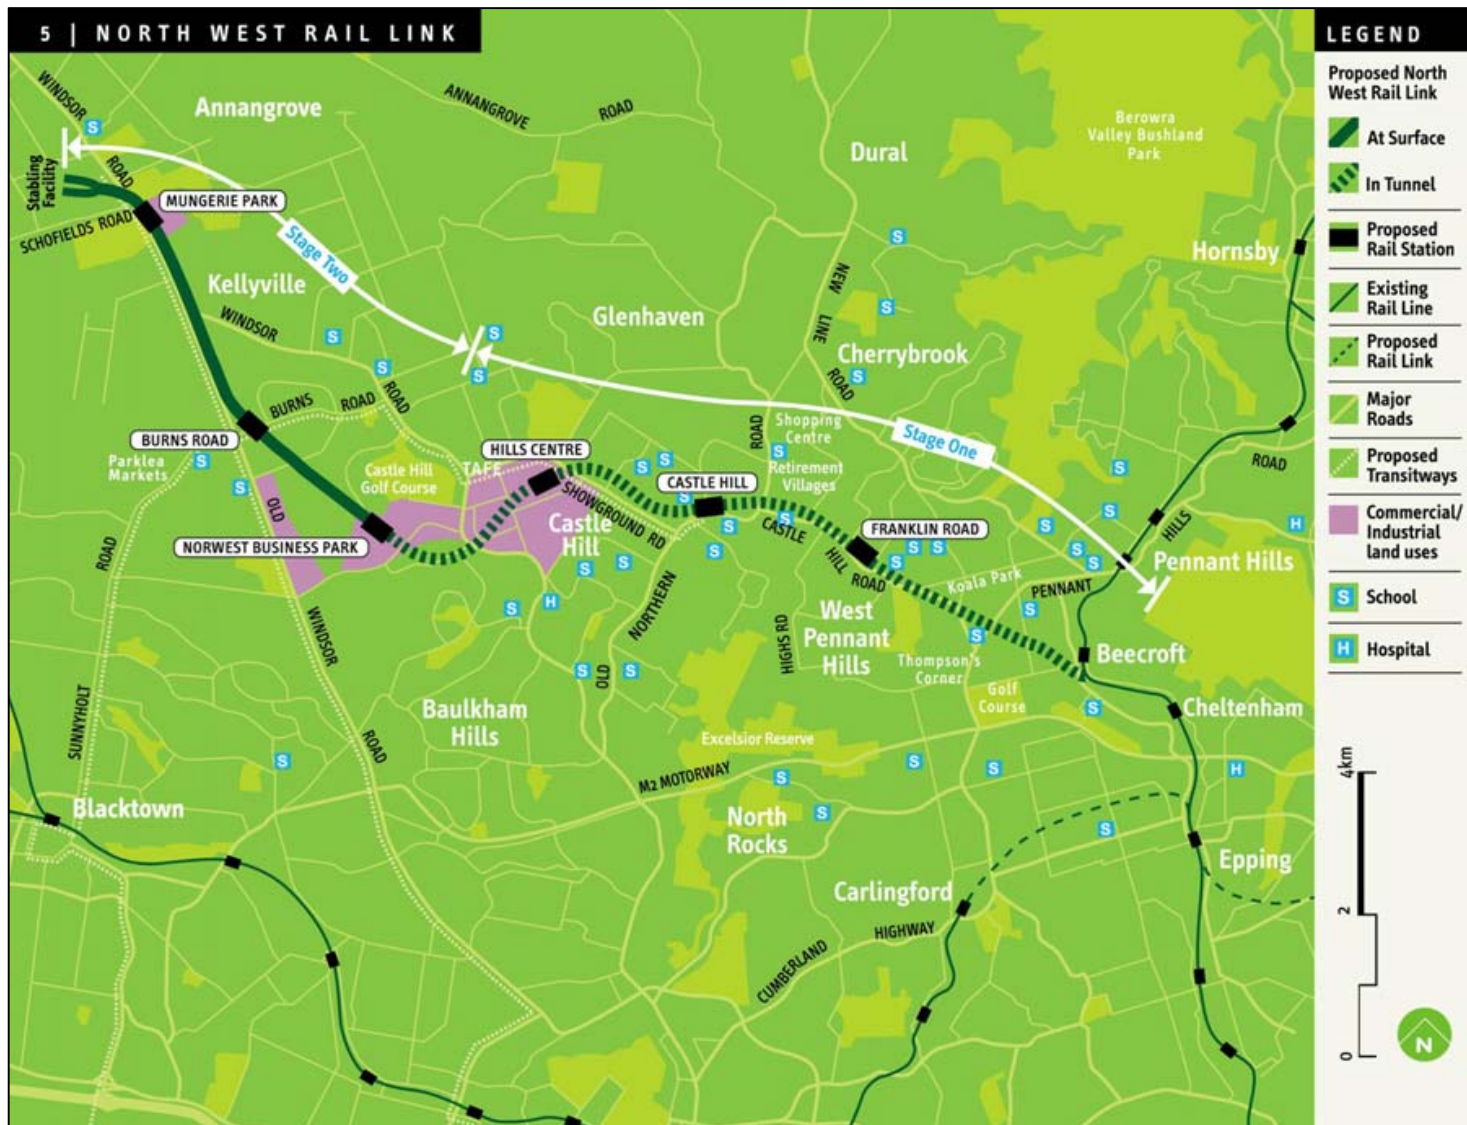 5 | NORTH WEST RAIL LINK
WINDSOR
ROAD
S
Annangrove
ANNANGROVE
ROAD
Stabling
Facility
SCHOFIELDS ROAD
MUNGERIE PARK
Stage Two
Kellyville
WINDSOR
ROAD
S
S
S
S
Glenhaven
Dural
Berowra
Valley Bushland
Park
S
NEW
LINE
ROAD
S
Cherrybrook
S
Hornsby
BURNS
ROAD
BURNS ROAD
Parklea
Markets
S
S
OLD
WINDSOR
ROAD
Castle Hill
Golf Course
TAFE
HILLS CENTRE
NORWEST BUSINESS PARK
SHOWGROUND RD
Castle
Hill
S
S
CASTLE HILL
S
S
S
ROAD
Shopping
Centre
S
Retirement
Villages
S
CASTLE
HILL
ROAD
Stage One
FRANKLIN ROAD
S
S
S
S
S
S
S
S
ROAD
HILLS
PENNANT
H
Pennant Hills
Koala Park
S
S
West
Pennant
Hills
HIGHS RD
Thompson's
Corner
Golf
Course
Beecroft
S
Cheltenham
S
S
S
H
S
S
OLD
NORTHERN
ROAD
SUNNYHOLT
Baulkham
Hills
S
Excelsior Reserve
M2 MOTORWAY
S
S
S
S
H
North
Rocks
S
Blacktown
Carlingford
Epping
CUMBERLAND
HIGHWAY
LEGEND
Proposed North
West Rail Link
At Surface
In Tunnel
Proposed
Rail Station
Existing
Rail Line
Proposed
Rail Link
Major
Roads
Proposed
Transitways
Commercial/
Industrial
land uses
S School
H Hospital
4km
2
0
N